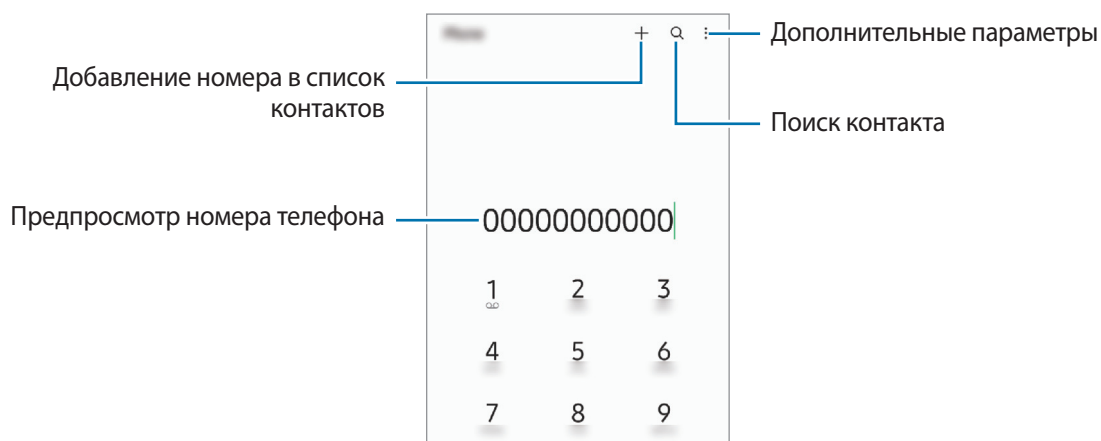 Дополнительные параметры
Добавление номера в список
контактов
Поиск контакта
Предпросмотр номера телефона
00000000000
1 2 3
4 5 6
7 8 9